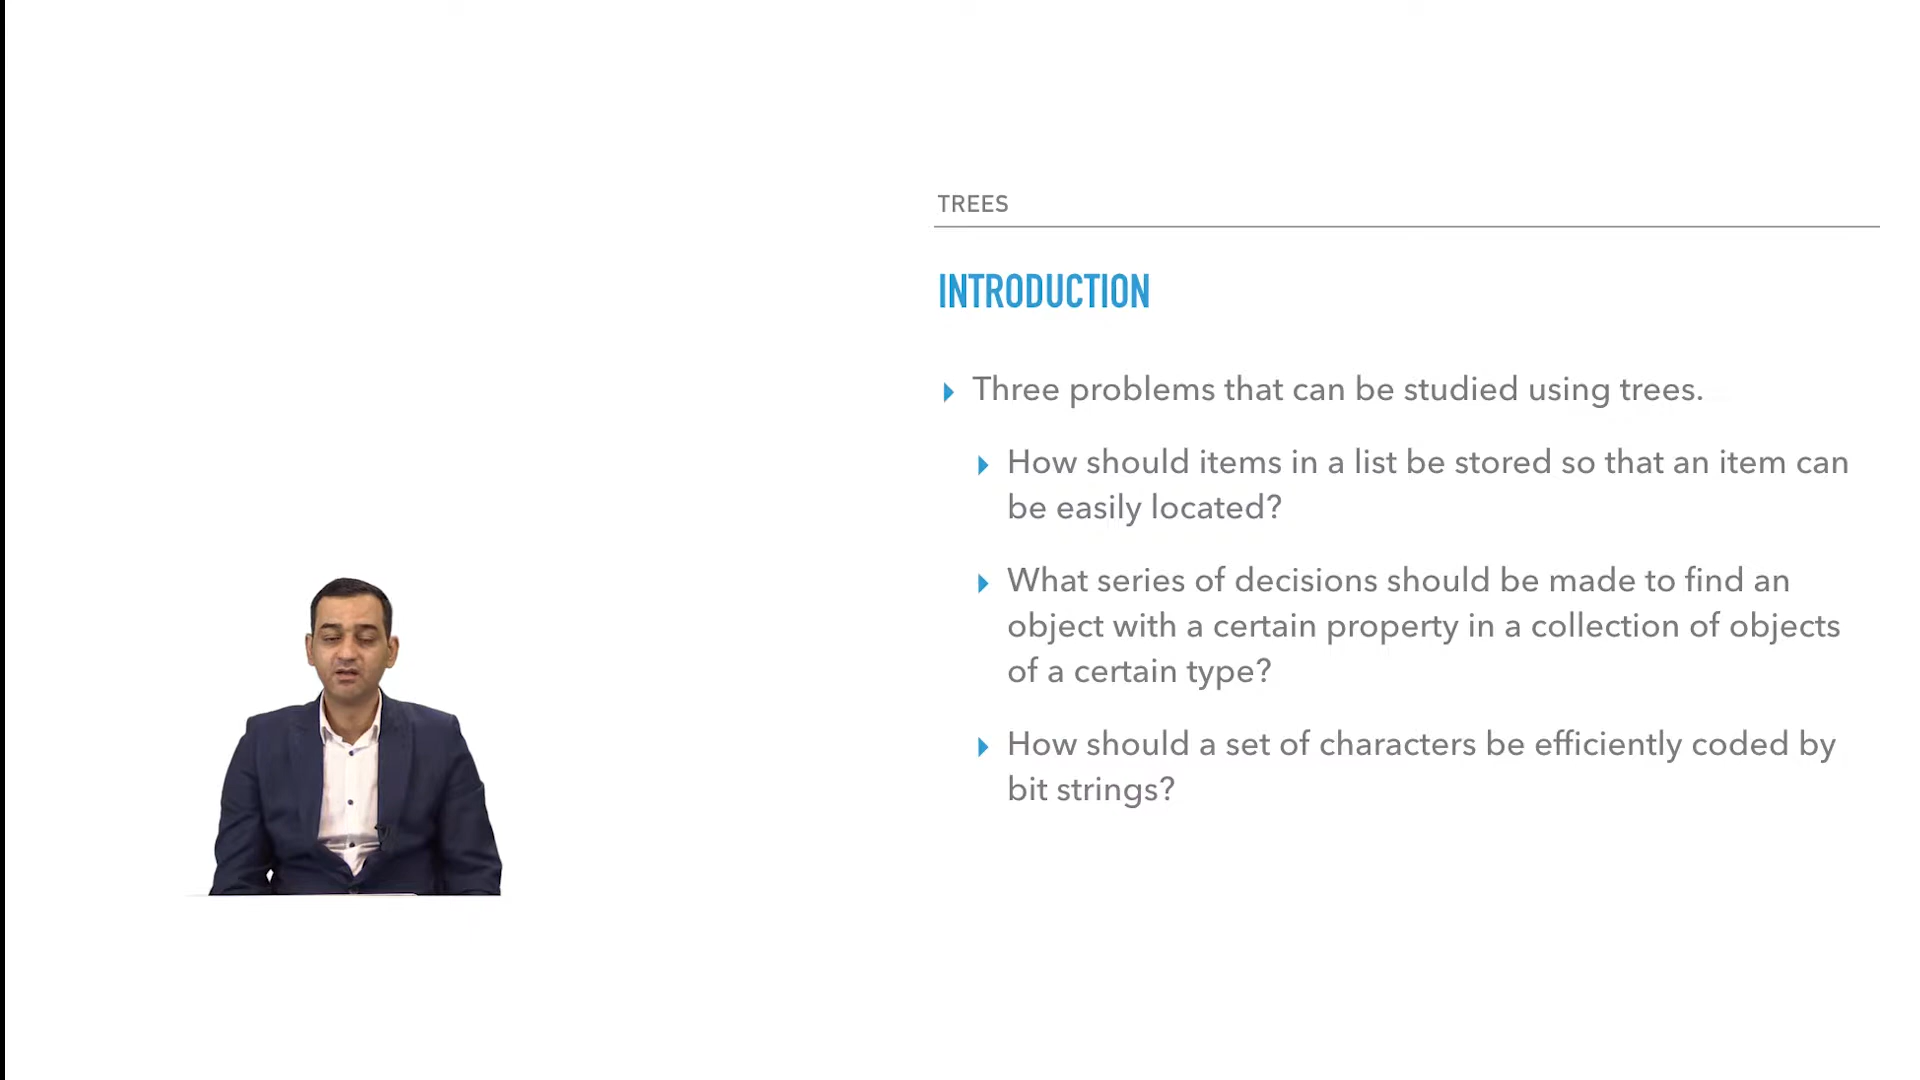 TREES
INTRODUCTION
Three problems that can be studied using trees.
How should items in a list be stored so that an item can
be easily located?
What series of decisions should be made to find an
object with a certain property in a collection of objects
of a certain type?
How should a set of characters be efficiently coded by
bit strings?